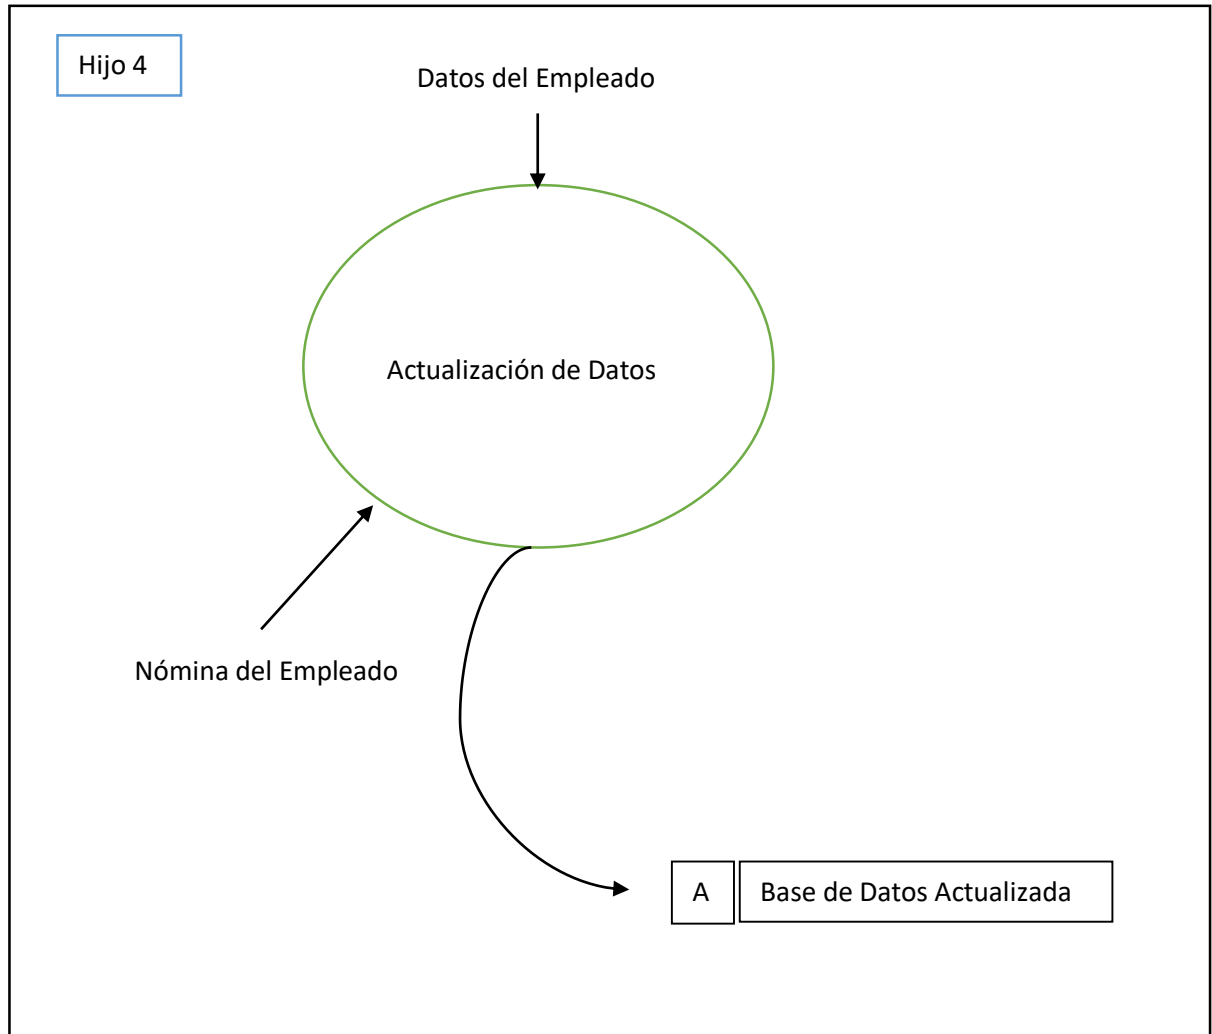 Hijo 4
Datos del Empleado
Actualización de Datos
Nómina del Empleado
A
Base de Datos Actualizada